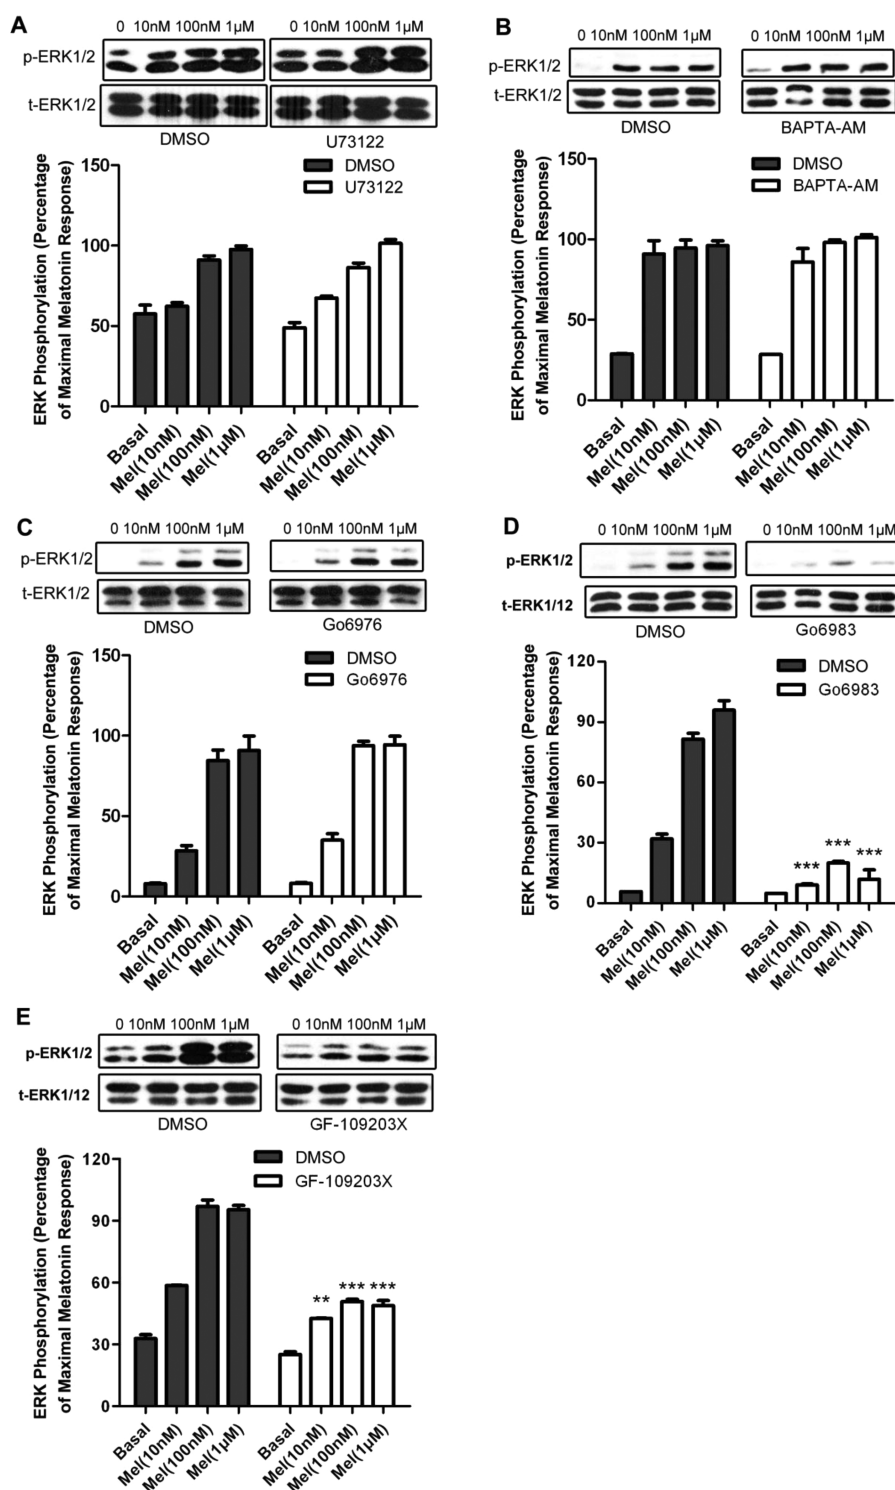 A
0 10nM 100nM 1µM
p-ERK1/2
t-ERK1/2
DMSO
U73122
DMSO
U73122
ERK Phosphorylation (Percentage
of Maximal Melatonin Response)
150
100
50
0
Basal
Mel(10nM)
Mel(100nM)
Mel(1µM)
Basal
Mel(10nM)
Mel(100nM)
Mel(1µM)
0 10nM 100nM 1µM
B
0 10nM 100nM 1µM
0 10nM 100nM 1µM
p-ERK1/2
t-ERK1/2
DMSO
BAPTA-AM
DMSO
BAPTA-AM
ERK Phosphorylation (Percentage
of Maximal Melatonin Response)
150
100
50
0
Basal
Mel(10nM)
Mel(100nM)
Mel(1µM)
Basal
Mel(10nM)
Mel(100nM)
Mel(1µM)
C
0 10nM 100nM 1µM
0 10nM 100nM 1µM
p-ERK1/2
t-ERK1/2
DMSO
Go6976
DMSO
Go6976
ERK Phosphorylation (Percentage
of Maximal Melatonin Response)
150
100
50
0
Basal
Mel(10nM)
Mel(100nM)
Mel(1µM)
Basal
Mel(10nM)
Mel(100nM)
Mel(1µM)
D
0 10nM 100nM 1µM
0 10nM 100nM 1µM
p-ERK1/2
t-ERK1/12
DMSO
Go6983
DMSO
Go6983
ERK Phosphorylation (Percentage
of Maximal Melatonin Response)
120
90
60
30
0
***
***
***
Basal
Mel(10nM)
Mel(100nM)
Mel(1µM)
Basal
Mel(10nM)
Mel(100nM)
Mel(1µM)
E
0 10nM 100nM 1µM
0 10nM 100nM 1µM
p-ERK1/2
t-ERK1/12
DMSO
GF-109203X
DMSO
GF-109203X
ERK Phosphorylation (Percentage
of Maximal Melatonin Response)
120
90
60
30
0
**
***
***
Basal
Mel(10nM)
Mel(100nM)
Mel(1µM)
Basal
Mel(10nM)
Mel(100nM)
Mel(1µM)